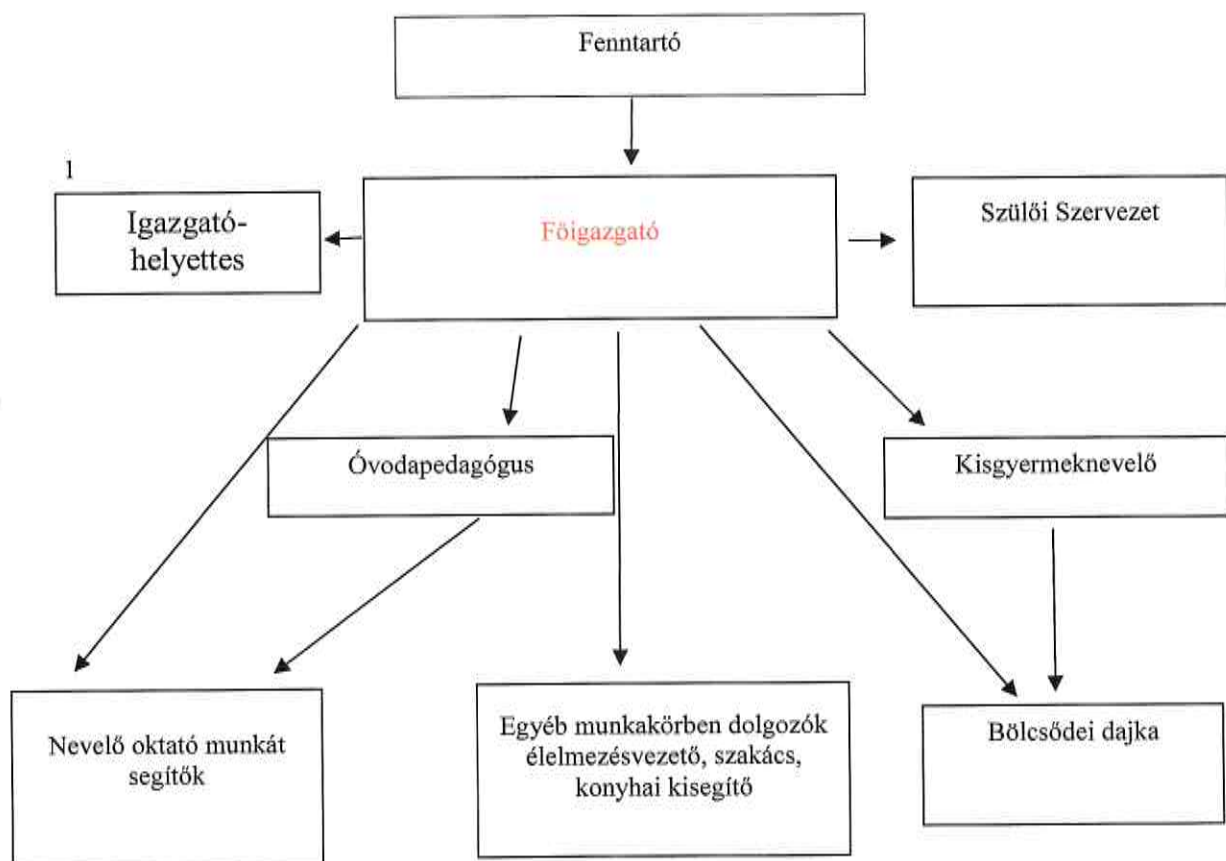 Fenntartó
1
Igazgató-
helyettes
Főigazgató
Szülői Szervezet
Óvodapedagógus
Kisgyermeknevelő
Nevelő oktató munkát
segítők
Egyéb munkakörben dolgozók
élelmezésvezető, szakács,
konyhai kisegítő
Bölcsődei dajka